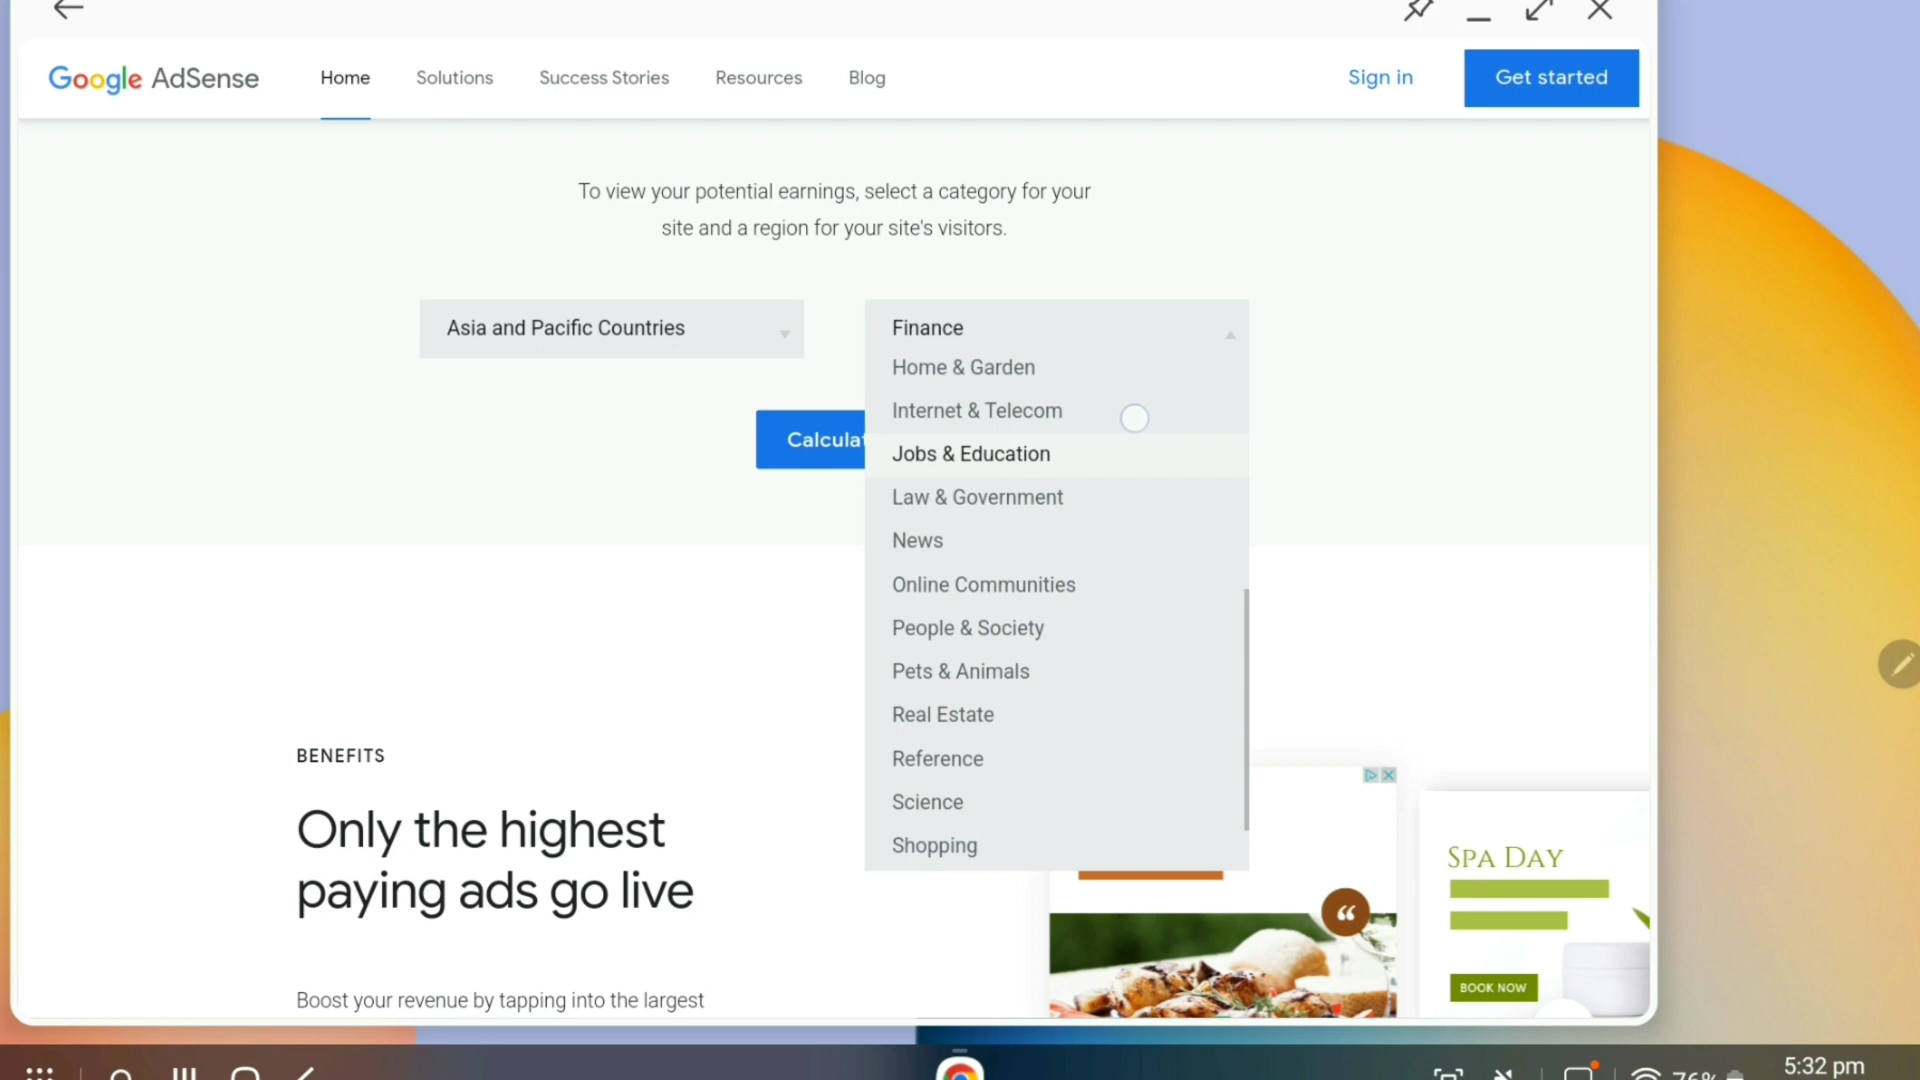 Google AdSense
Home
Solutions
Success Stories
Resources
Blog
Sign in
Get started
To view your potential earnings, select a category for your
site and a region for your site's visitors.
Asia and Pacific Countries
Finance
Home & Garden
Internet & Telecom
Jobs & Education
Law & Government
News
Online Communities
People & Society
Pets & Animals
Real Estate
Reference
Science
Shopping
BENEFITS
Only the highest
paying ads go live
Boost your revenue by tapping into the largest
SPA DAY
BOOK NOW
76%
5:32 pm